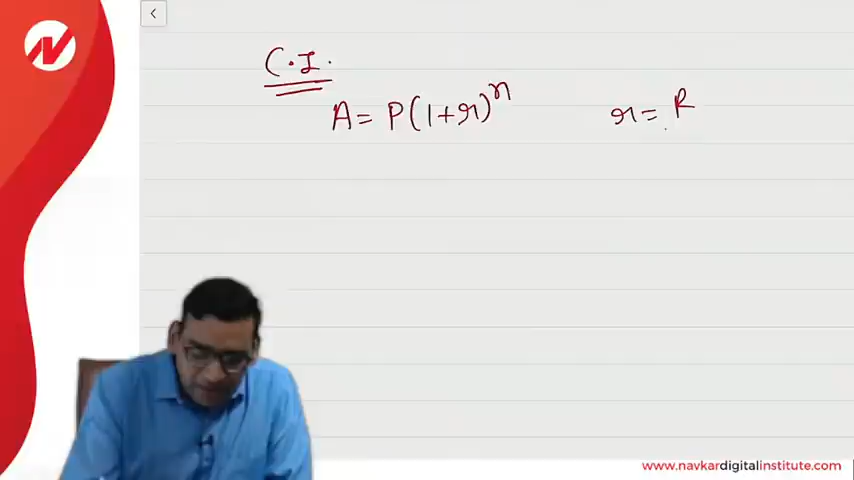 C.I.
A = P(1+r)^n r = R
www.navkardigitalinstitute.com